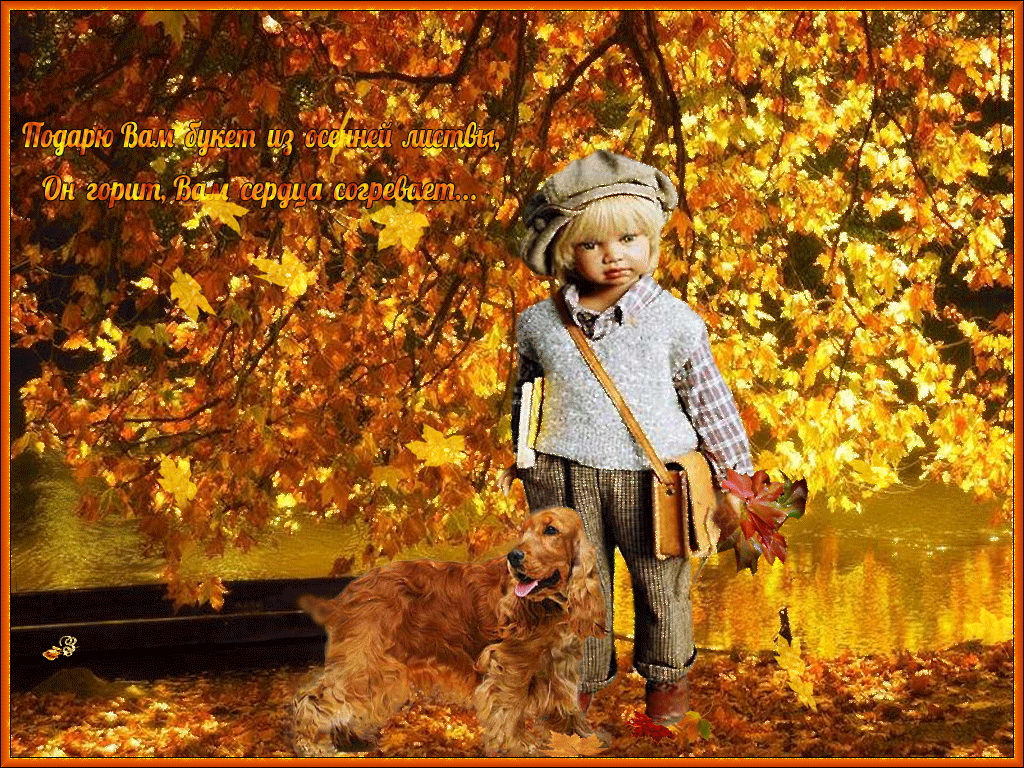 Подарю Вам букет из осенней листвы,
Он горит, Вам сердца согревает...